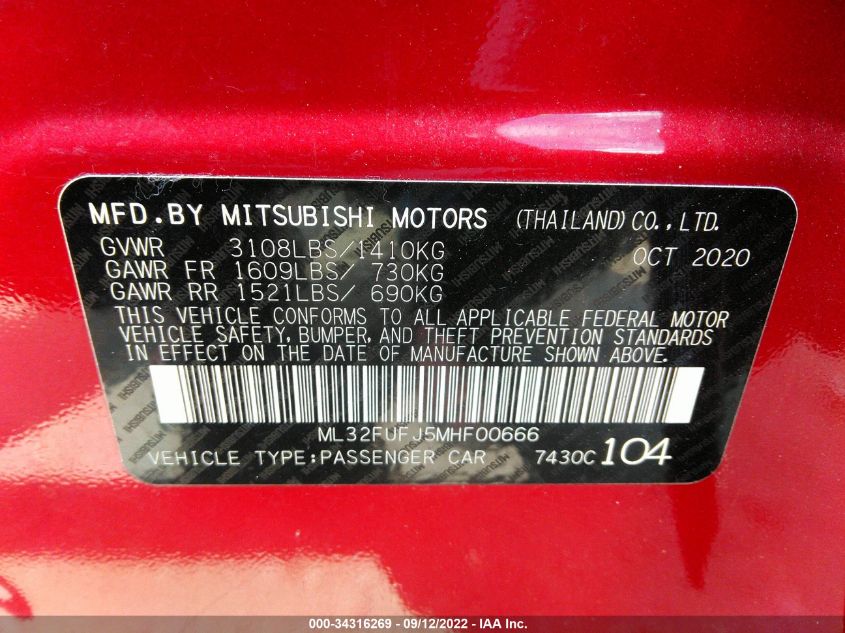 MFD.BY MITSUBISHI MOTORS (THAILAND)CO.,LTD.
GVWR 3108LBS/1410KG OCT 2020
GAWR FR 1609LBS/ 730KG
GAWR RR 1521LBS/ 690KG
THIS VEHICLE CONFORMS TO ALL APPLICABLE FEDERAL MOTOR
VEHICLE SAFETY, BUMPER, AND THEFT PREVENTION STANDARDS
IN EFFECT ON THE DATE OF MANUFACTURE SHOWN ABOVE.
ML32FUFJ5MHF00666
VEHICLE TYPE:PASSENGER CAR 7430C 104
000-34316269 - 09/12/2022 - IAA Inc.